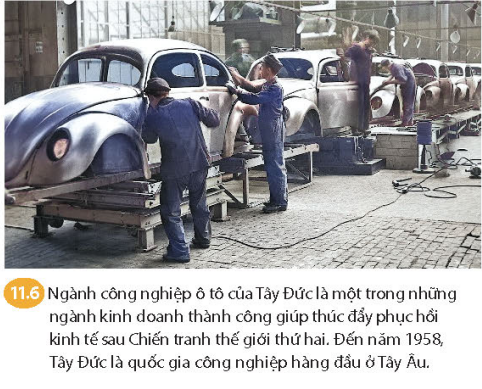 11.6 Ngành công nghiệp ô tô của Tây Đức là một trong những
ngành kinh doanh thành công giúp thúc đẩy phục hồi
kinh tế sau Chiến tranh thế giới thứ hai. Đến năm 1958,
Tây Đức là quốc gia công nghiệp hàng đầu ở Tây Âu.